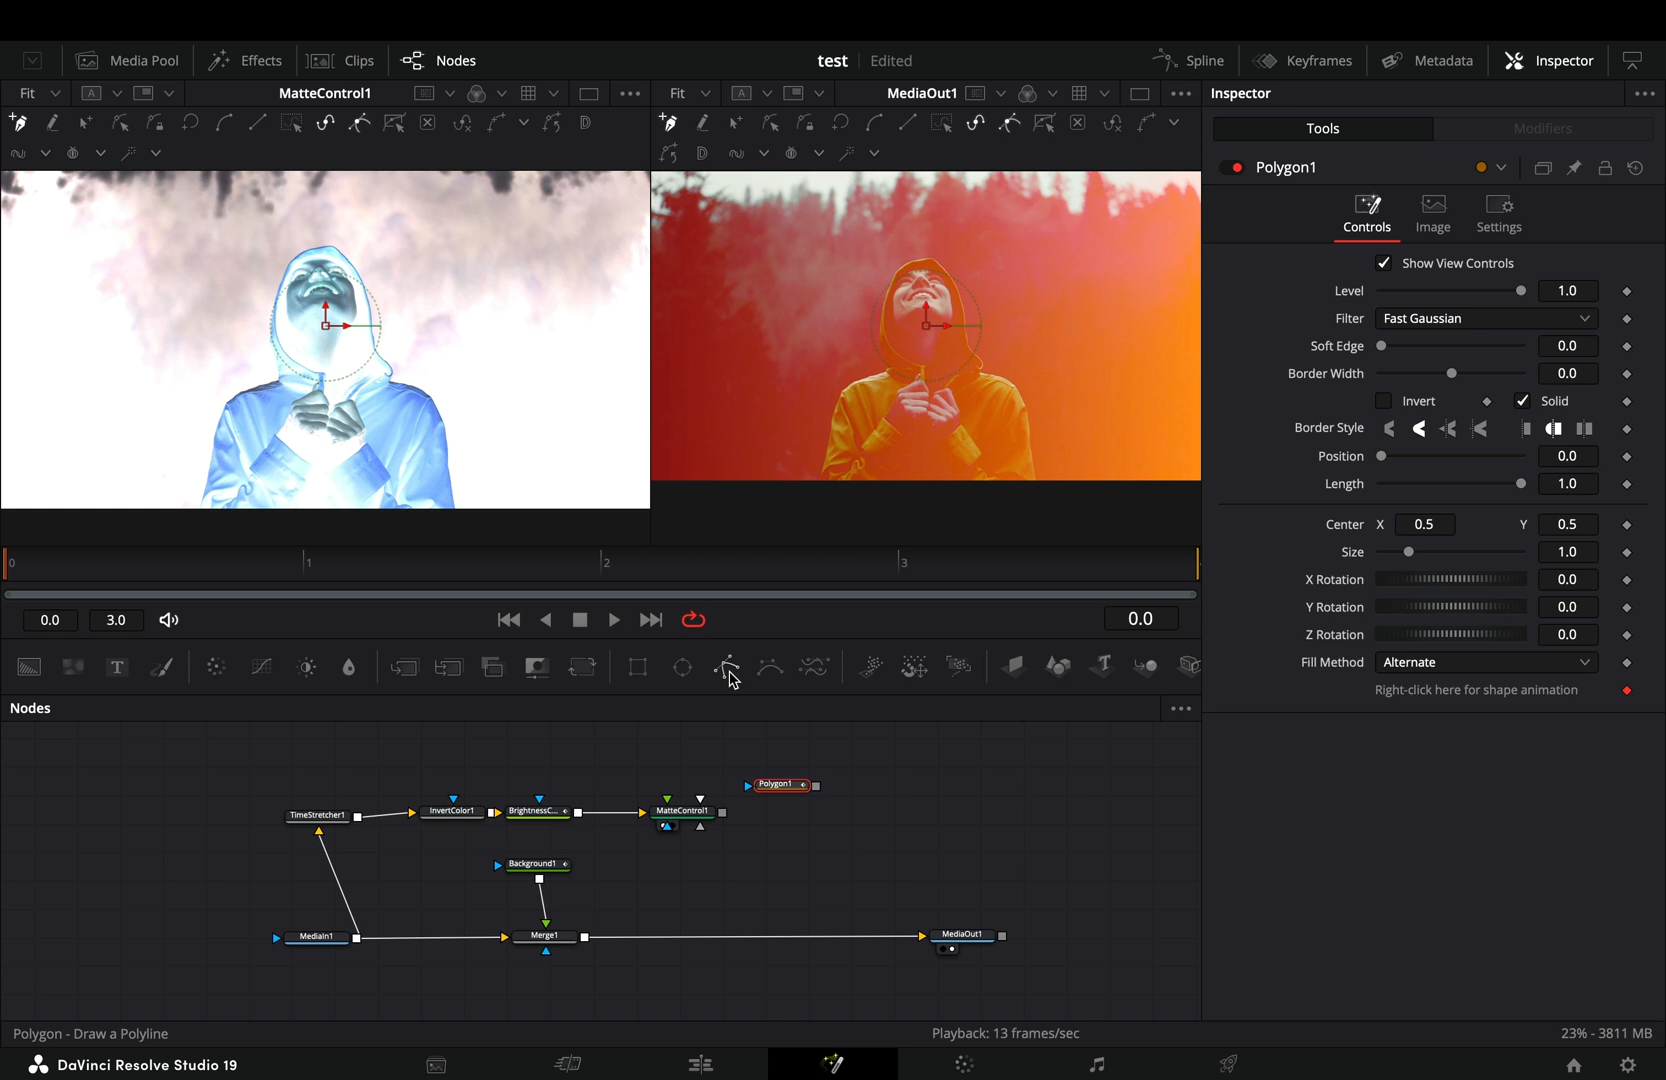 Media Pool Effects Clips Nodes test Edited Spline Keyframes Metadata Inspector
Fit A MatteControl1 Fit A MediaOut1 Inspector
Tools Modifiers
Polygon1
Controls Image Settings
Show View Controls
Level 1.0
Filter Fast Gaussian
Soft Edge 0.0
Border Width 0.0
Invert Solid
Border Style
Position 0.0
Length 1.0
Center X 0.5 Y 0.5
Size 1.0
X Rotation 0.0
Y Rotation 0.0
Z Rotation 0.0
Fill Method Alternate
Right-click here for shape animation
0 1 2 3
0.0 3.0 0.0
Nodes
Polygon1
TimeStretcher1 InvertColor1 BrightnessC... MatteControl1
Background1
MediaIn1 Merge1 MediaOut1
Polygon - Draw a Polyline Playback: 13 frames/sec 23% - 3811 MB
DaVinci Resolve Studio 19